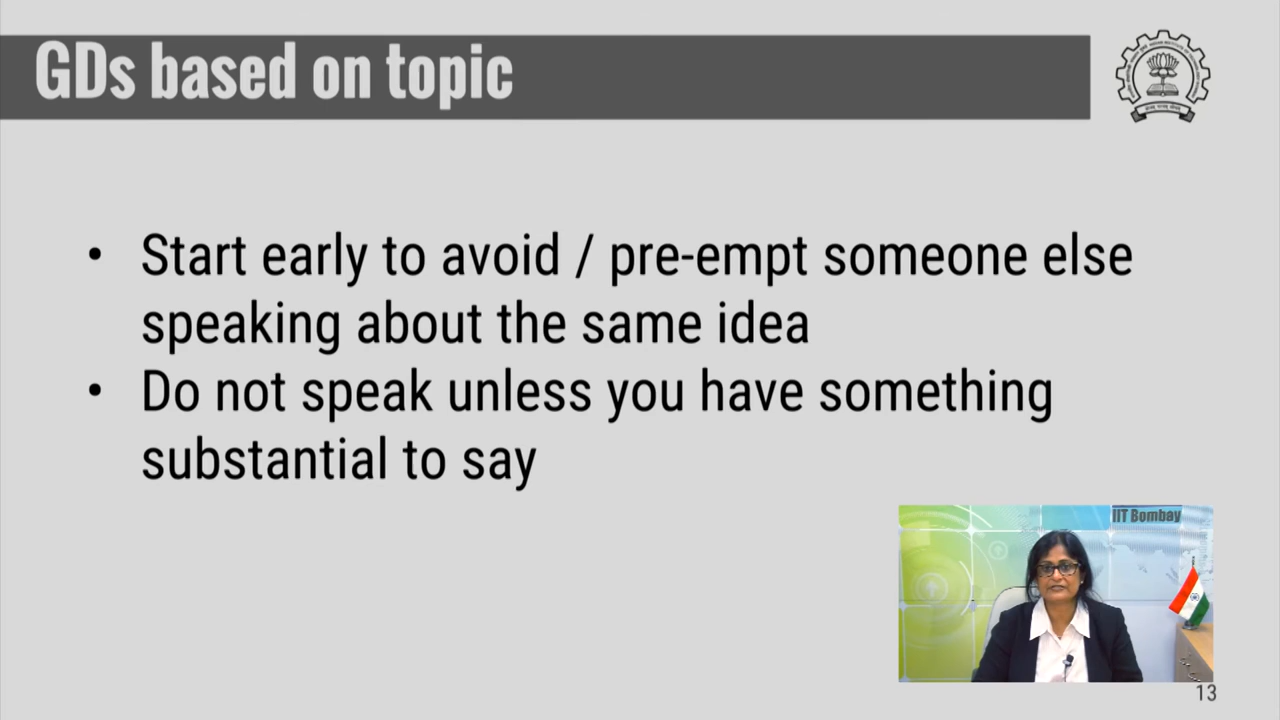 GDs based on topic
• Start early to avoid / pre-empt someone else
speaking about the same idea
• Do not speak unless you have something
substantial to say
IIT Bombay
13